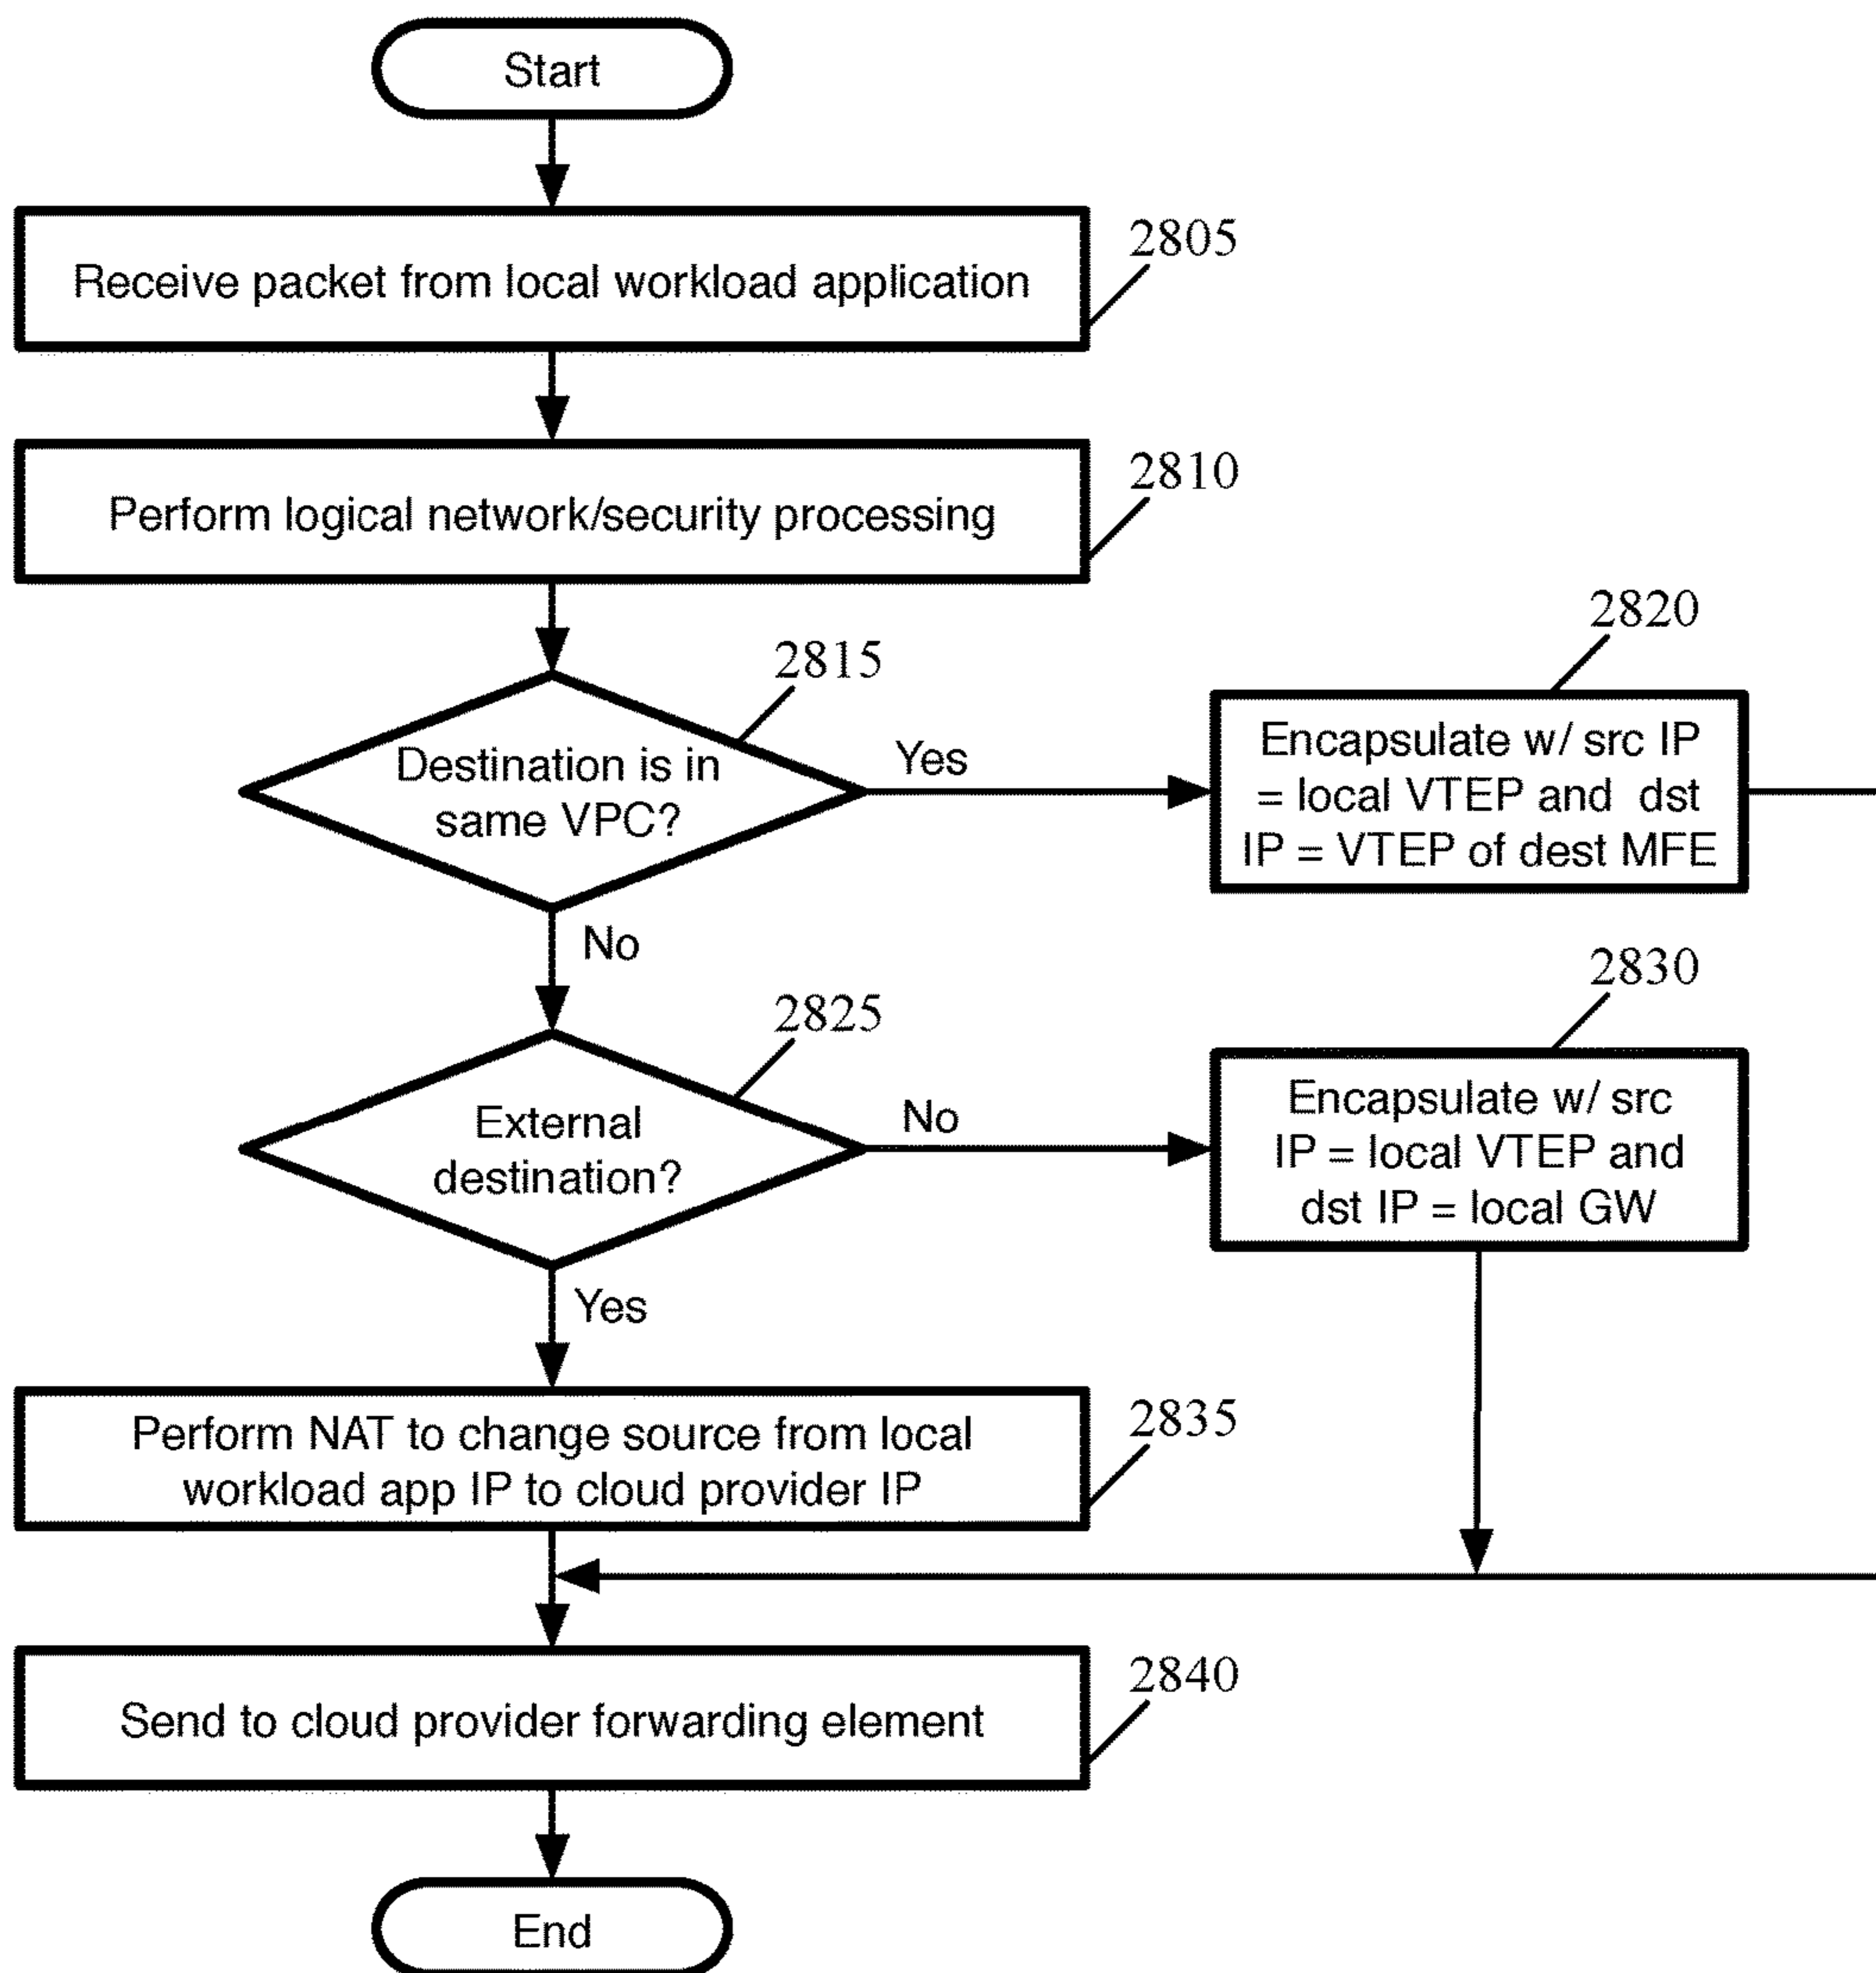 Start
2805
Receive packet from local workload application
2810
Perform logical network/security processing
2815
Destination is in
same VPC?
Yes
2820
Encapsulate w/ src IP
= local VTEP and dst
IP = VTEP of dest MFE
No
2825
External
destination?
No
2830
Encapsulate w/ src
IP = local VTEP and
dst IP = local GW
Yes
2835
Perform NAT to change source from local
workload app IP to cloud provider IP
2840
Send to cloud provider forwarding element
End